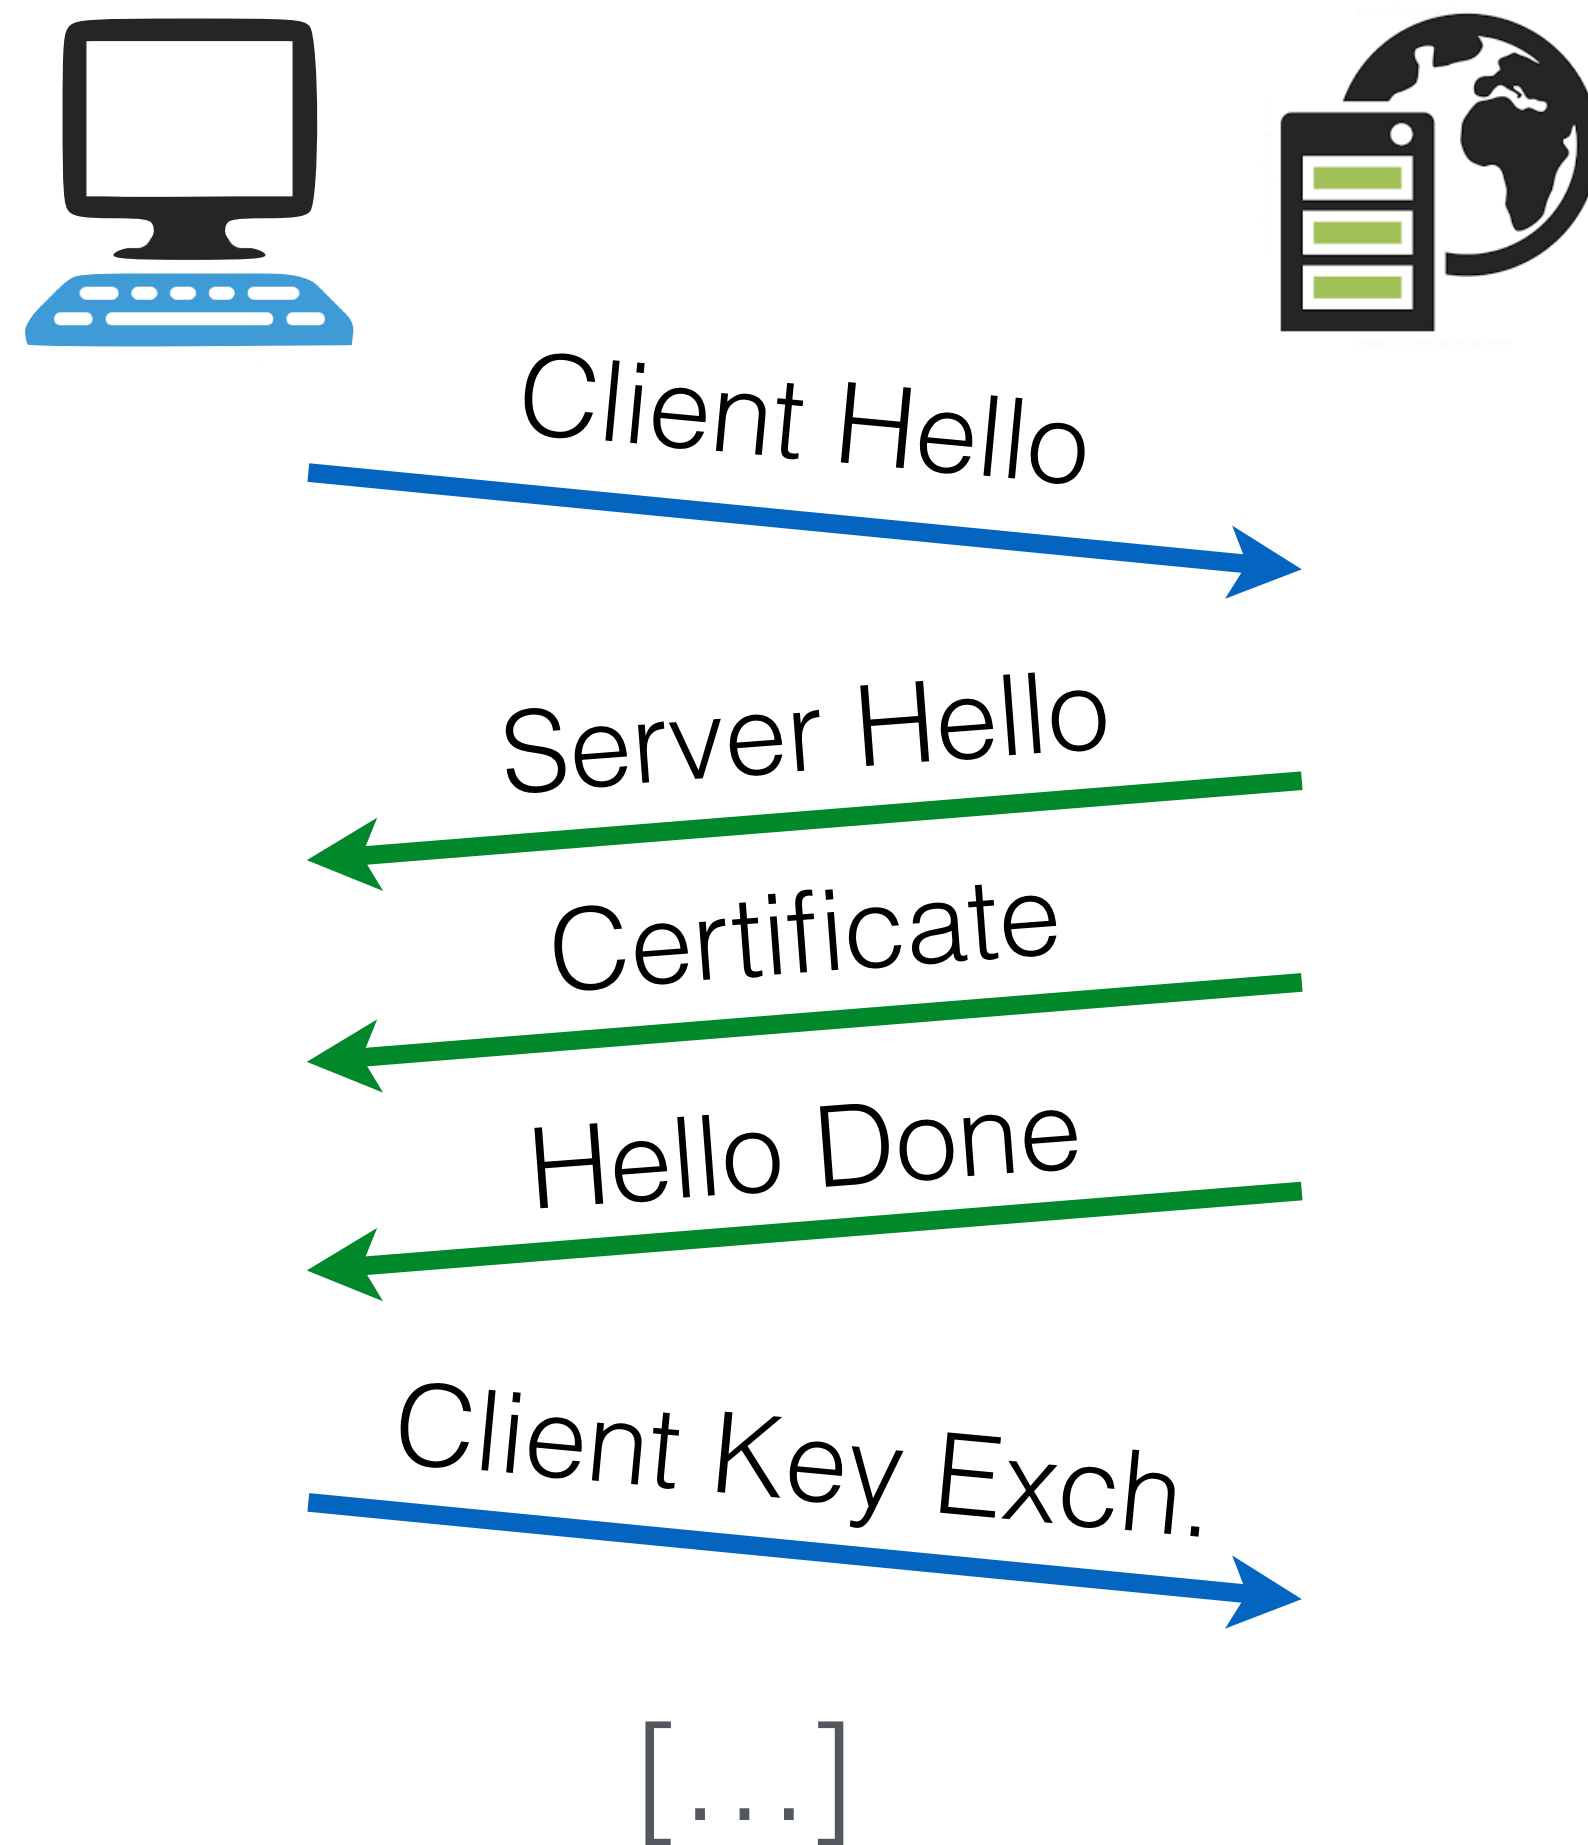 Client Hello
Server Hello
Certificate
Hello Done
Client Key Exch.
[...]